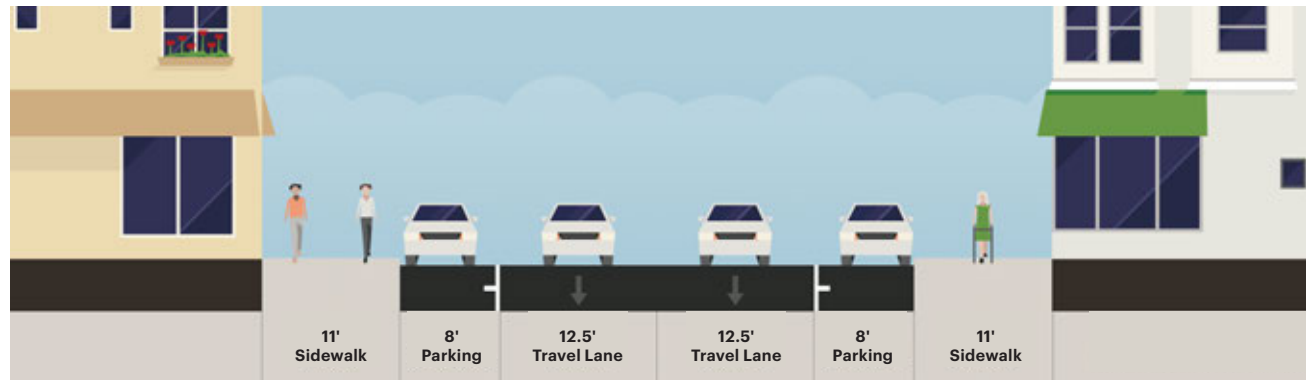 11'
Sidewalk
8'
Parking
12.5'
Travel Lane
12.5'
Travel Lane
8'
Parking
11'
Sidewalk